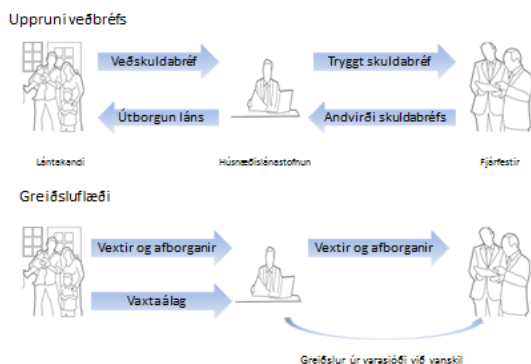 Uppruni veðbréfs
Veðskuldabréf
Tryggt skuldabréf
Útborgun láns
Andvirði skuldabréfs
Lántakandi
Húsnæðislánastofnun
Fjárfestir
Greiðsluflæði
Vextir og afborganir
Vextir og afborganir
Vaxtaálag
Greiðslur úr varasjóði við vanskil